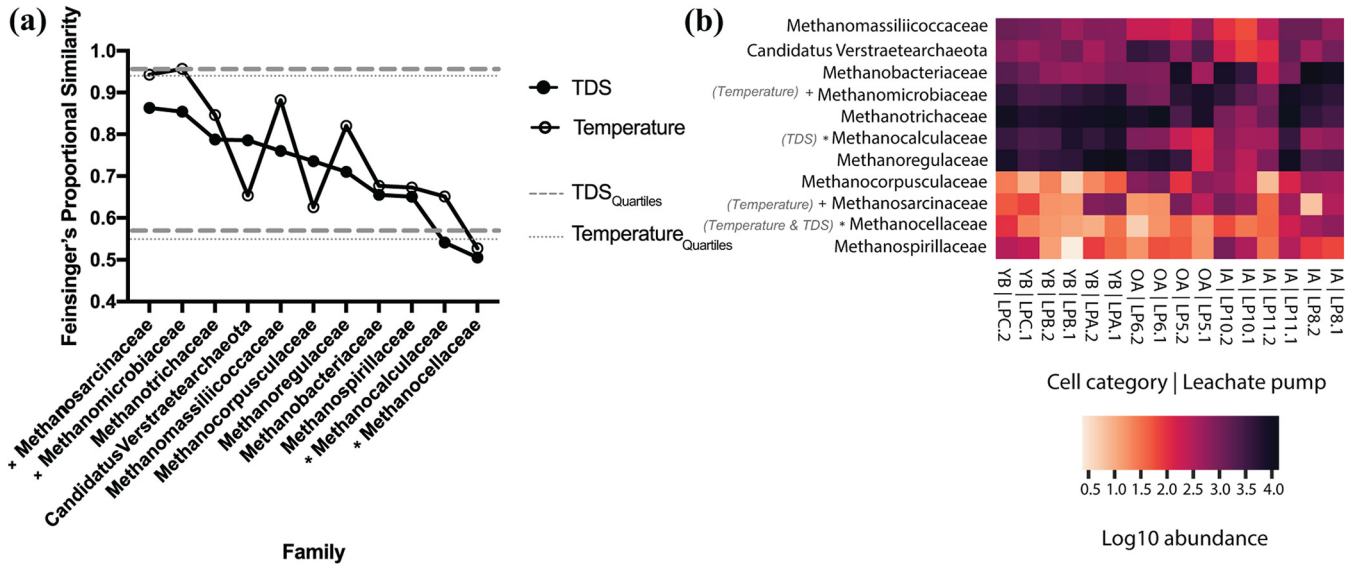 (a)
Feinsinger's Proportional Similarity
1.0
0.9
0.8
0.7
0.6
0.5
0.4
+ Methanosarcinaceae
+ Methanomicrobiaceae
Methanotrichaceae
Candidatus Verstraetearchaeota
Methanomassiliicoccaceae
Methanocorpusculaceae
Methanoregulaceae
Methanobacteriaceae
Methanospirillaceae
* Methanocalculaceae
* Methanocellaceae
Family
TDS
Temperature
TDSQuartiles
TemperatureQuartiles
(b)
Methanomassiliicoccaceae
Candidatus Verstraetearchaeota
Methanobacteriaceae
(Temperature) + Methanomicrobiaceae
Methanotrichaceae
(TDS) * Methanocalculaceae
Methanoregulaceae
Methanocorpusculaceae
(Temperature) + Methanosarcinaceae
(Temperature & TDS) * Methanocellaceae
Methanospirillaceae
YB | LPC.2
YB | LPC.1
YB | LPB.2
YB | LPB.1
YB | LPA.2
YB | LPA.1
OA | LP6.2
OA | LP6.1
OA | LP5.2
OA | LP5.1
IA | LP10.2
IA | LP10.1
IA | LP11.2
IA | LP11.1
IA | LP8.2
IA | LP8.1
Cell category | Leachate pump
0.5 1.0 1.5 2.0 2.5 3.0 3.5 4.0
Log10 abundance